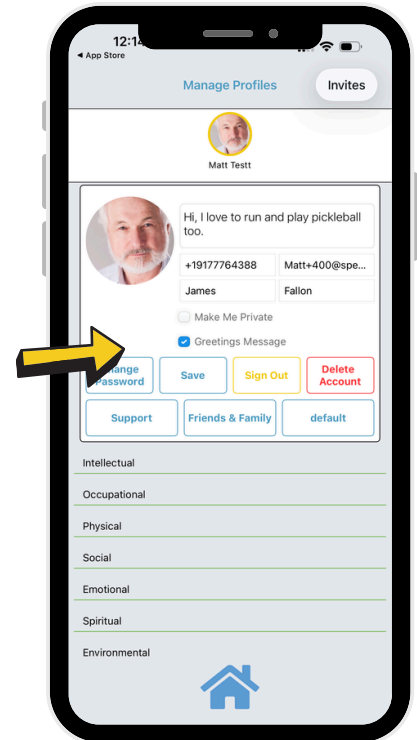 12:14
◄ App Store
Manage Profiles
Invites
Matt Testt
Hi, I love to run and play pickleball
too.
+19177764388 Matt+400@spe...
James Fallon
Make Me Private
Greetings Message
Password
Save
Sign Out
Delete
Account
Support
Friends & Family
default
Intellectual
Occupational
Physical
Social
Emotional
Spiritual
Environmental